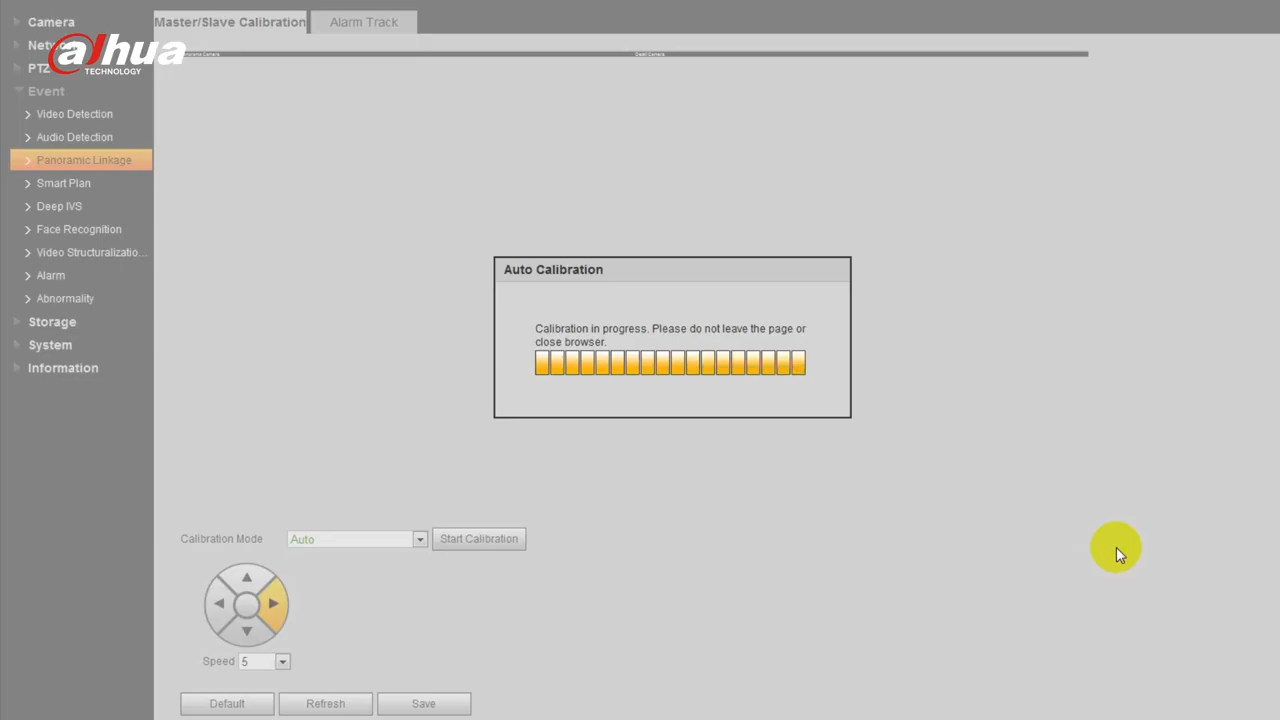 Camera
Master/Slave Calibration
Alarm Track
alhua
TECHNOLOGY
PTZ
Event
Video Detection
Audio Detection
Panoramic Linkage
Smart Plan
Deep IVS
Face Recognition
Video Structuralizatio...
Alarm
Abnormality
Storage
System
Information
Auto Calibration
Calibration in progress. Please do not leave the page or
close browser.
Calibration Mode
Auto
Start Calibration
Speed
5
Default
Refresh
Save